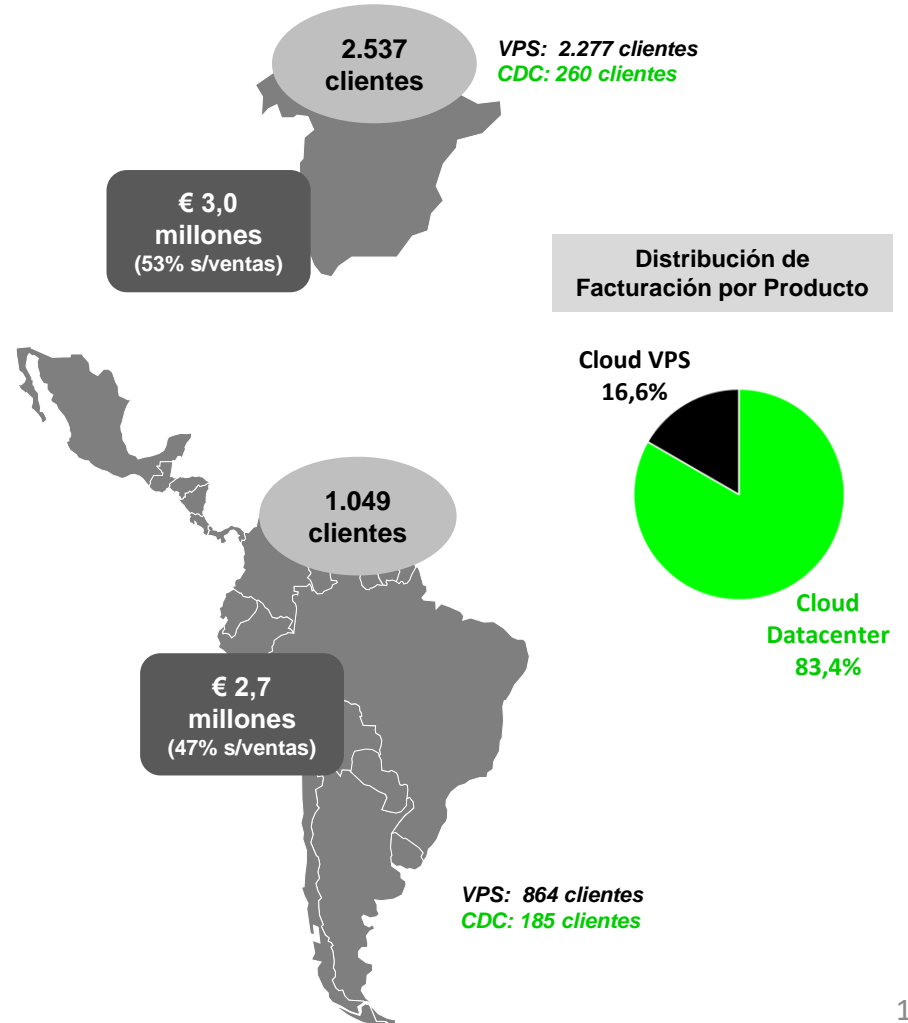 2.537
clientes
VPS:  2.277 clientes
CDC: 260 clientes
€ 3,0
millones
(53% s/ventas)
Distribución de
Facturación por Producto
Cloud VPS
16,6%
Cloud
Datacenter
83,4%
1.049
clientes
€ 2,7
millones
(47% s/ventas)
VPS:  864 clientes
CDC: 185 clientes
1